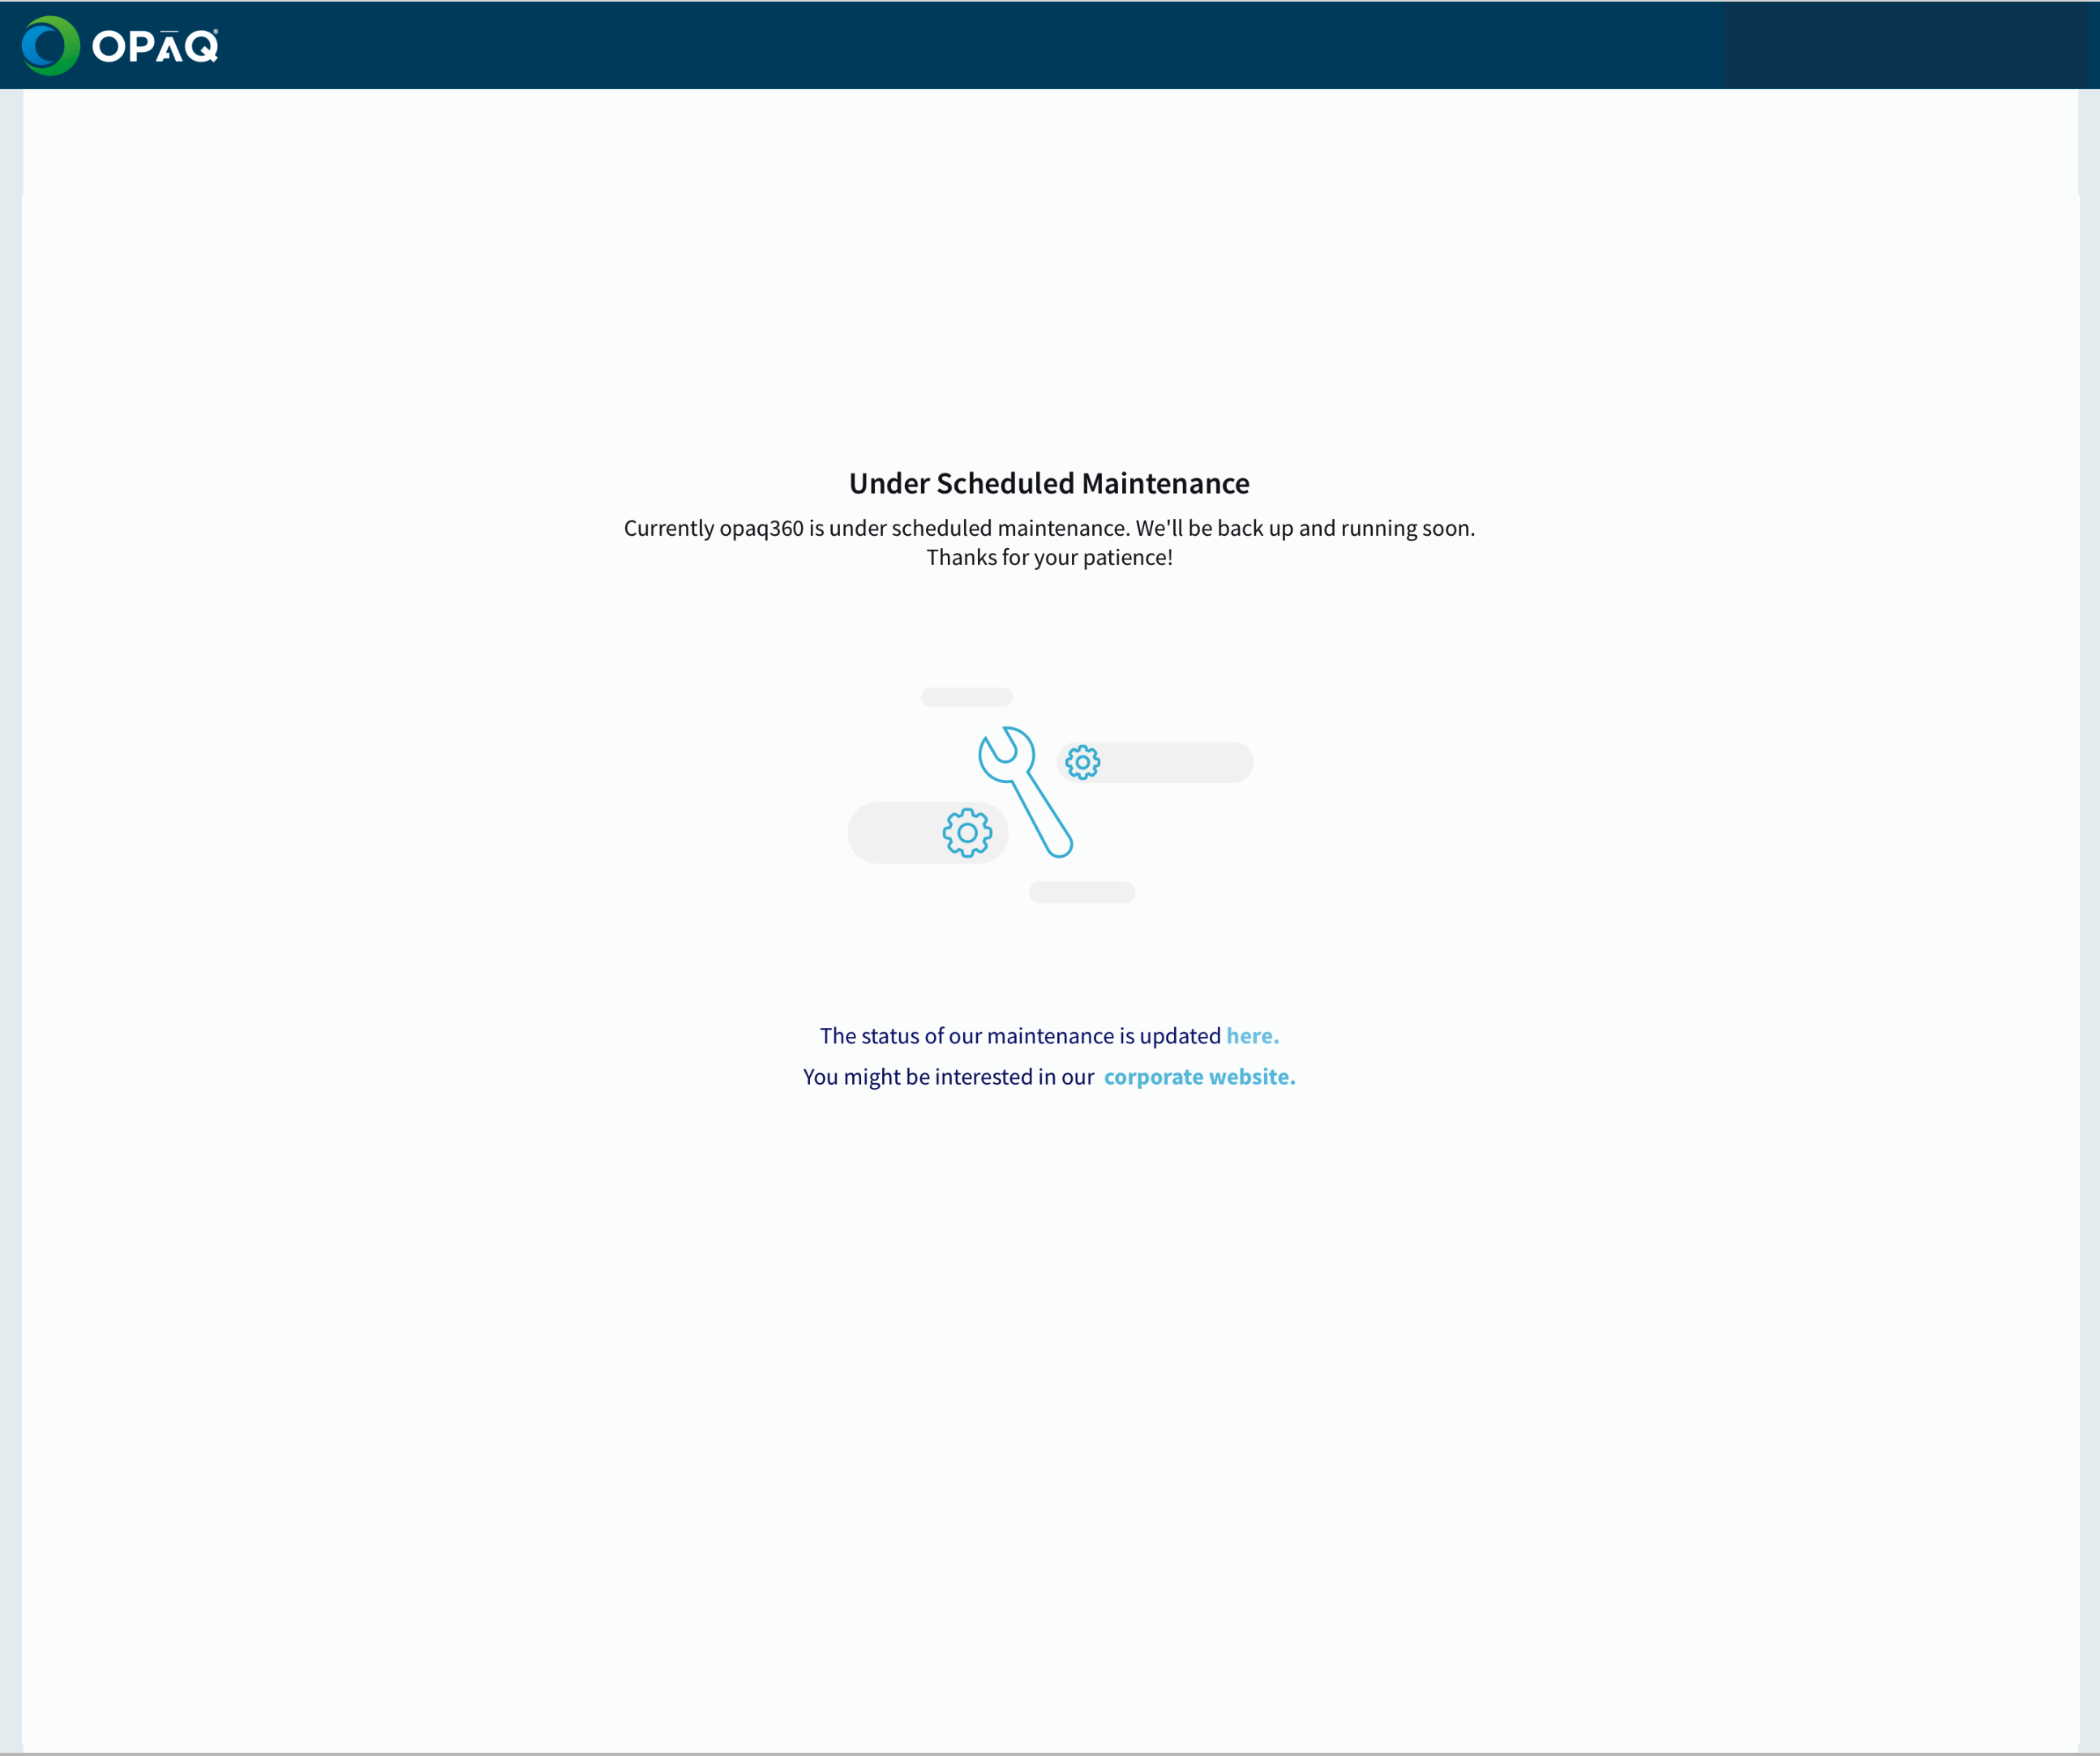 OPĀQ®
Under Scheduled Maintenance
Currently opaq360 is under scheduled maintenance. We'll be back up and running soon.
Thanks for your patience!
The status of our maintenance is updated here.
You might be interested in our corporate website.